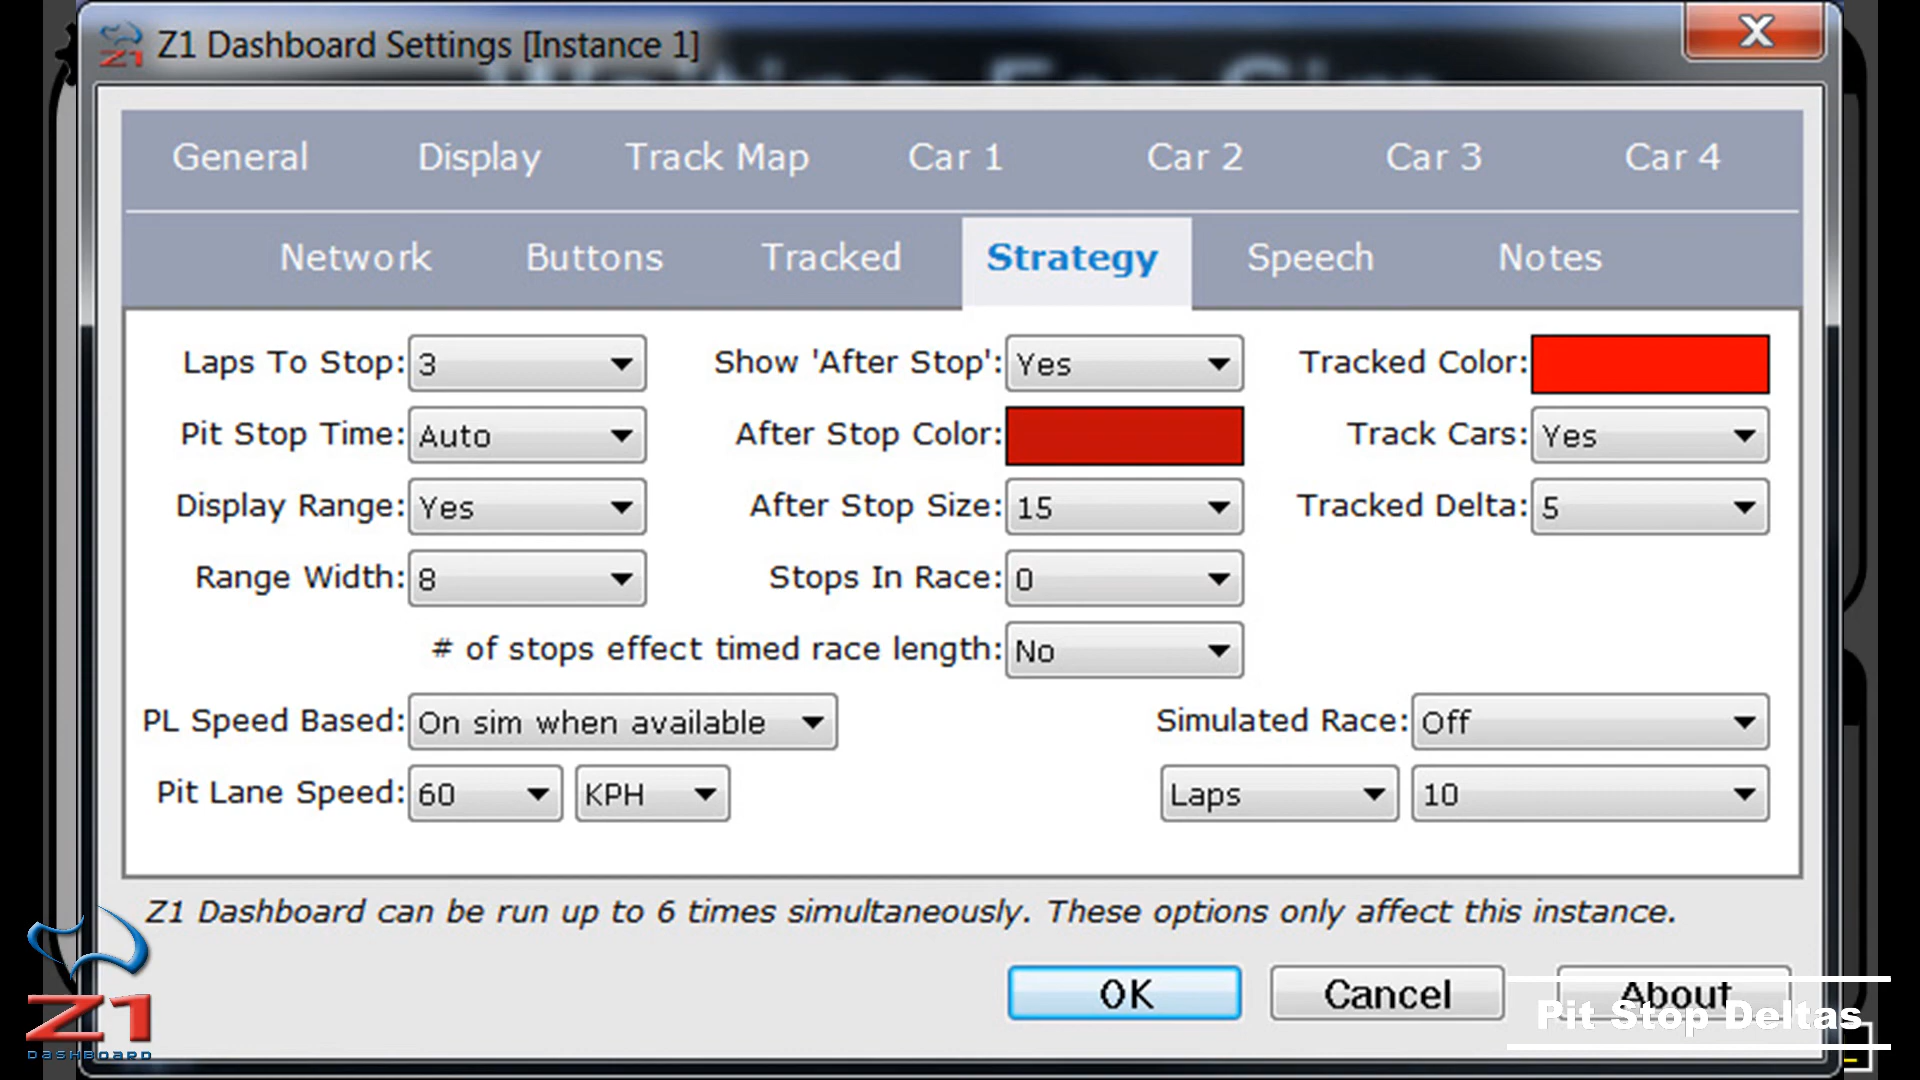 Z1 Dashboard Settings [Instance 1]
X
General Display Track Map Car 1 Car 2 Car 3 Car 4
Network Buttons Tracked Strategy Speech Notes
Laps To Stop: 3 Show 'After Stop': Yes Tracked Color:
Pit Stop Time: Auto After Stop Color: Track Cars: Yes
Display Range: Yes After Stop Size: 15 Tracked Delta: 5
Range Width: 8 Stops In Race: 0
# of stops effect timed race length: No
PL Speed Based: On sim when available Simulated Race: Off
Pit Lane Speed: 60 KPH Laps 10
Z1 Dashboard can be run up to 6 times simultaneously. These options only affect this instance.
OK Cancel About
Pit Stop Deltas
Z1
DASHBOARD